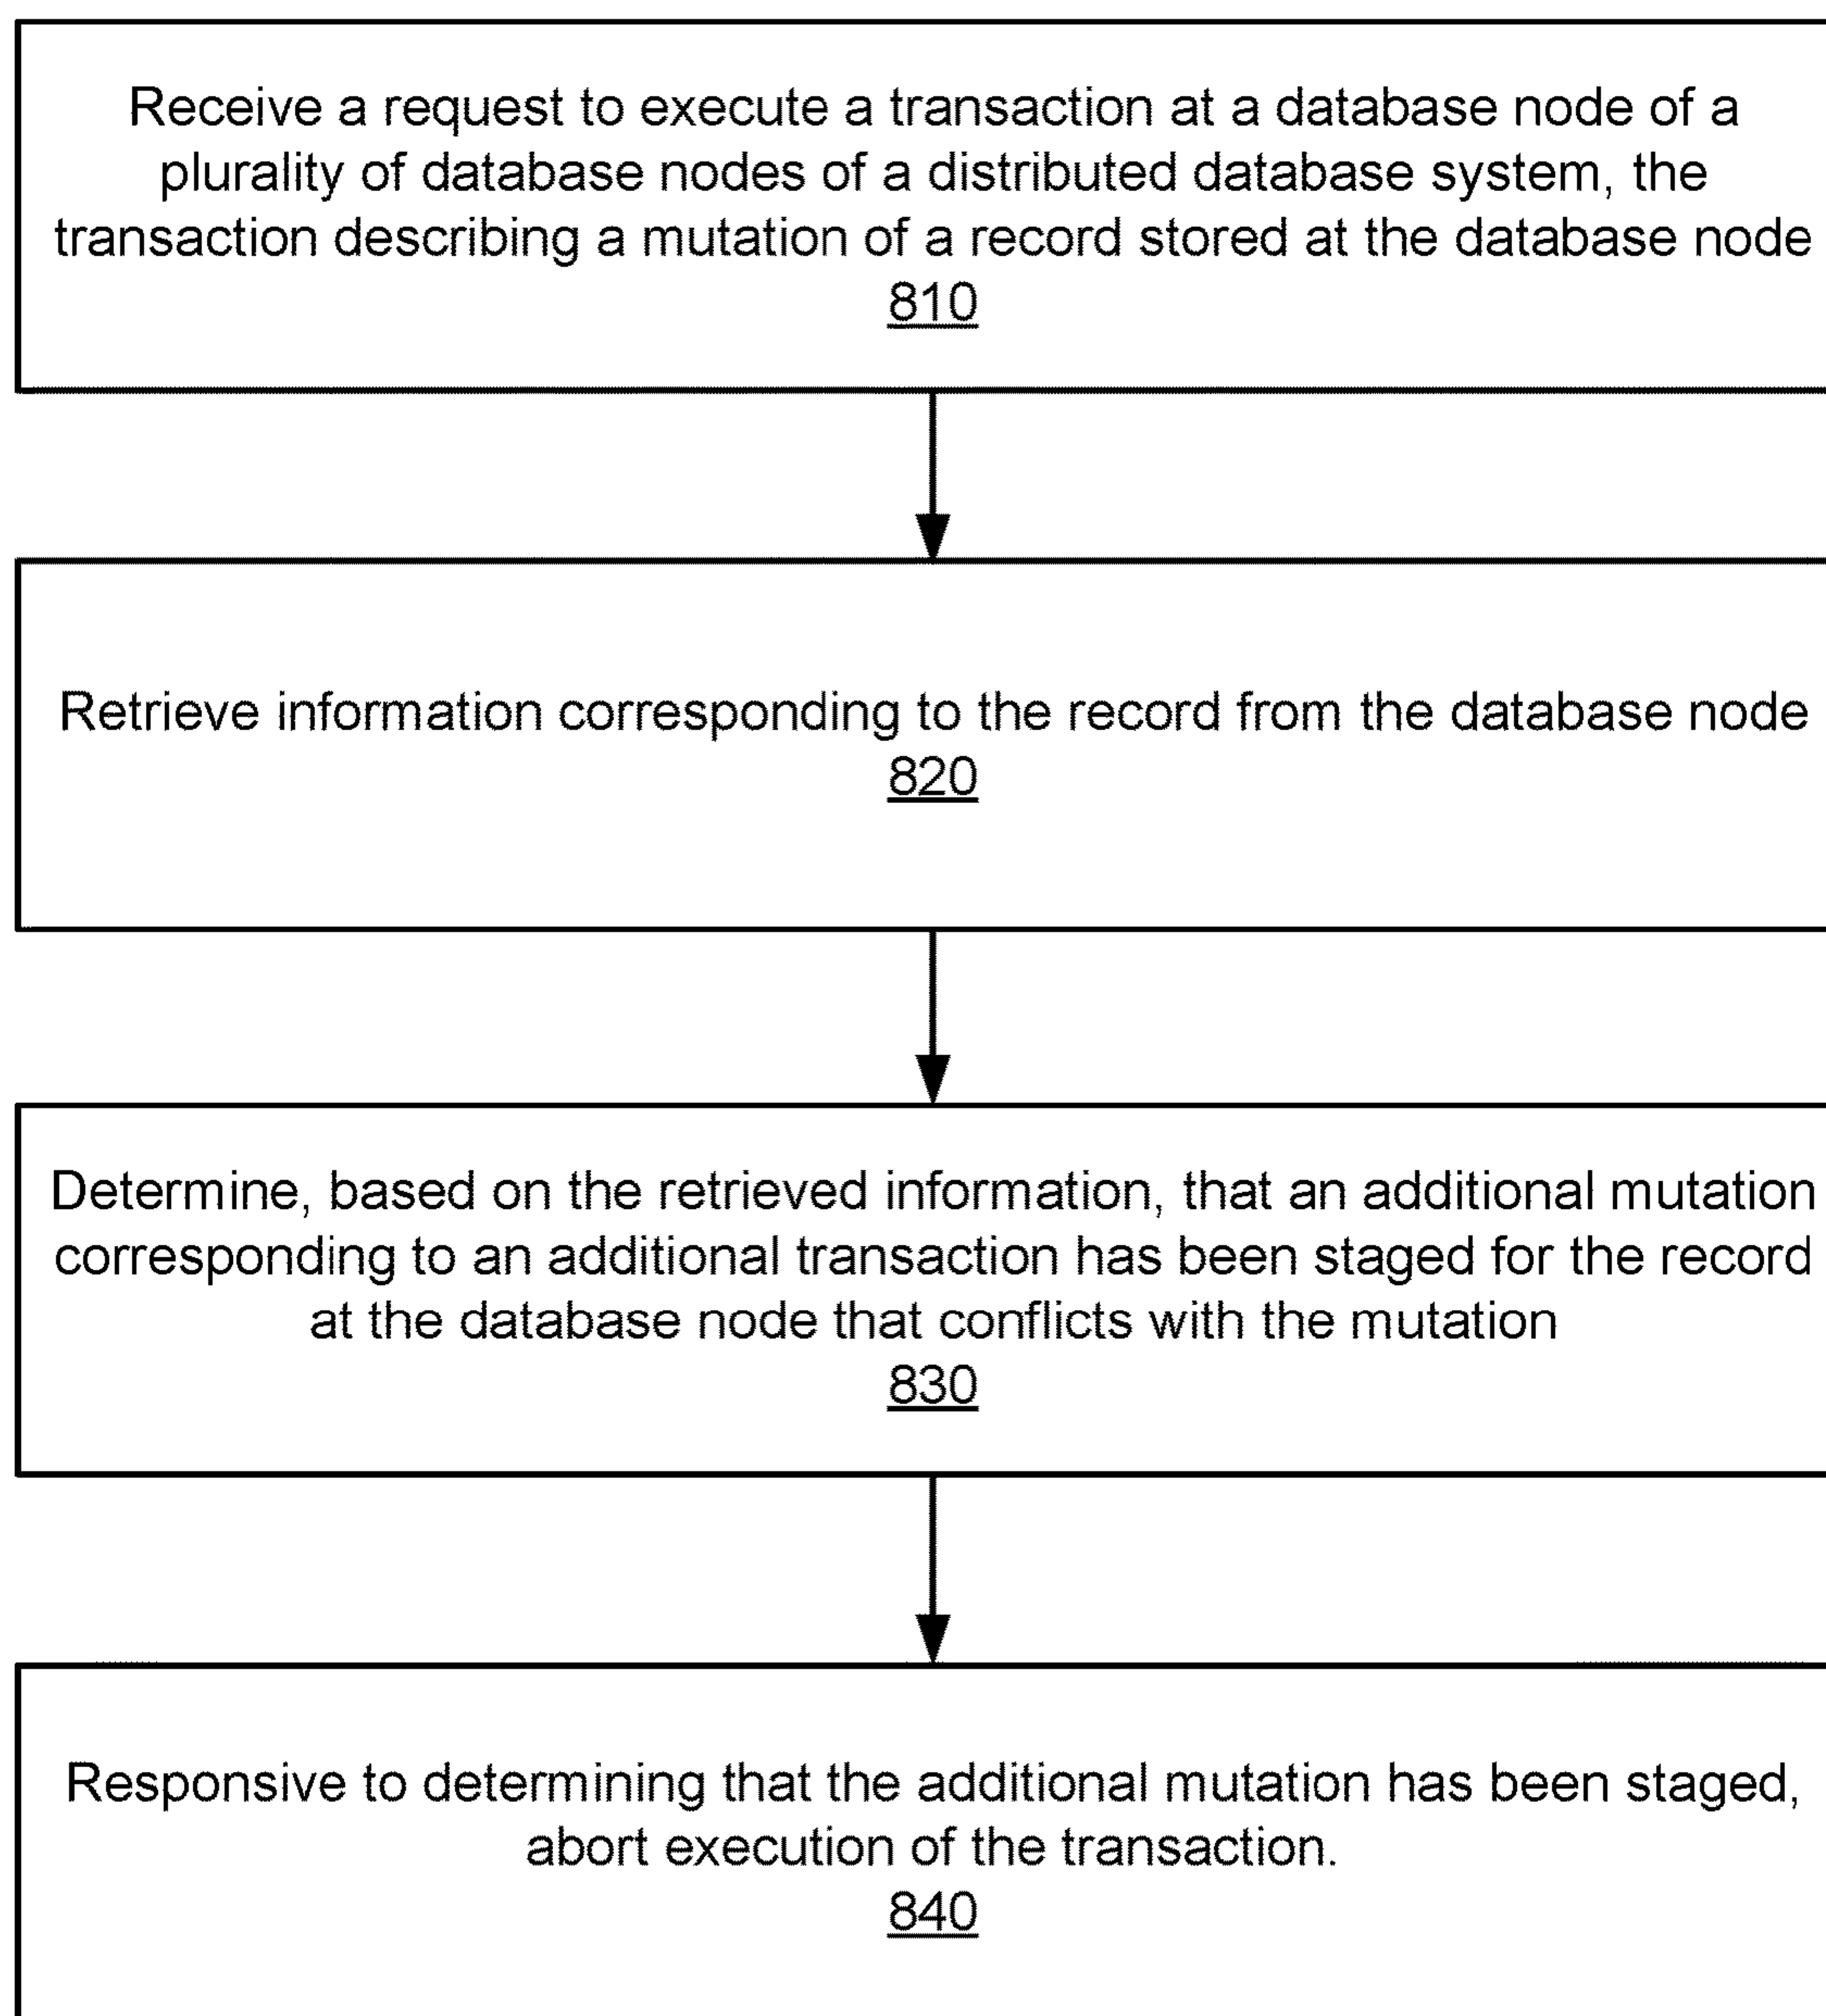 Receive a request to execute a transaction at a database node of a
plurality of database nodes of a distributed database system, the
transaction describing a mutation of a record stored at the database node
810
Retrieve information corresponding to the record from the database node
820
Determine, based on the retrieved information, that an additional mutation
corresponding to an additional transaction has been staged for the record
at the database node that conflicts with the mutation
830
Responsive to determining that the additional mutation has been staged,
abort execution of the transaction.
840